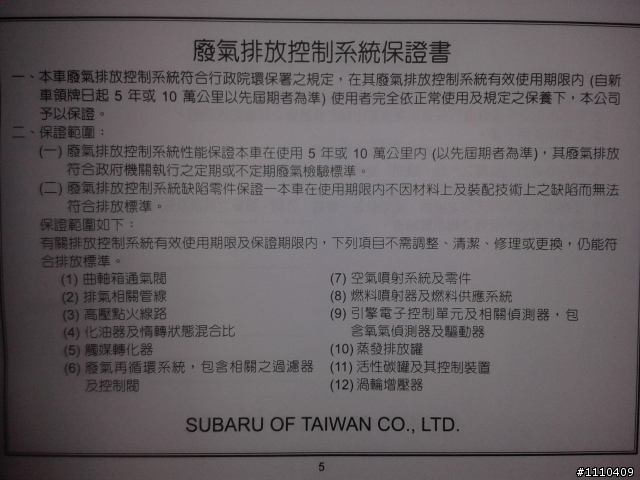 廢氣排放控制系統保證書
一、本車廢氣排放控制系統符合行政院環保署之規定，在其廢氣排放控制系統有效使用期限內 (自新
車領牌日起 5 年或 10 萬公里以先屆期者為準) 使用者完全依正常使用及規定之保養下，本公司
予以保證。
二、保證範圍：
(一) 廢氣排放控制系統性能保證本車在使用 5 年或 10 萬公里內 (以先屆期者為準)，其廢氣排放
符合政府機關執行之定期或不定期廢氣檢驗標準。
(二) 廢氣排放控制系統缺陷零件保證一本車在使用期限內不因材料上及裝配技術上之缺陷而無法
符合排放標準。
保證範圍如下：
有關排放控制系統有效使用期限及保證期限內，下列項目不需調整、清潔、修理或更換，仍能符
合排放標準。
(1) 曲軸箱通氣閥
(2) 排氣相關管線
(3) 高壓點火線路
(4) 化油器及惰轉狀態混合比
(5) 觸媒轉化器
(6) 廢氣再循環系統，包含相關之過濾器
及控制閥
(7) 空氣噴射系統及零件
(8) 燃料噴射器及燃料供應系統
(9) 引擎電子控制單元及相關偵測器，包
含氧氣偵測器及驅動器
(10) 蒸發排放罐
(11) 活性碳罐及其控制裝置
(12) 渦輪增壓器
SUBARU OF TAIWAN CO., LTD.
5
#1110409